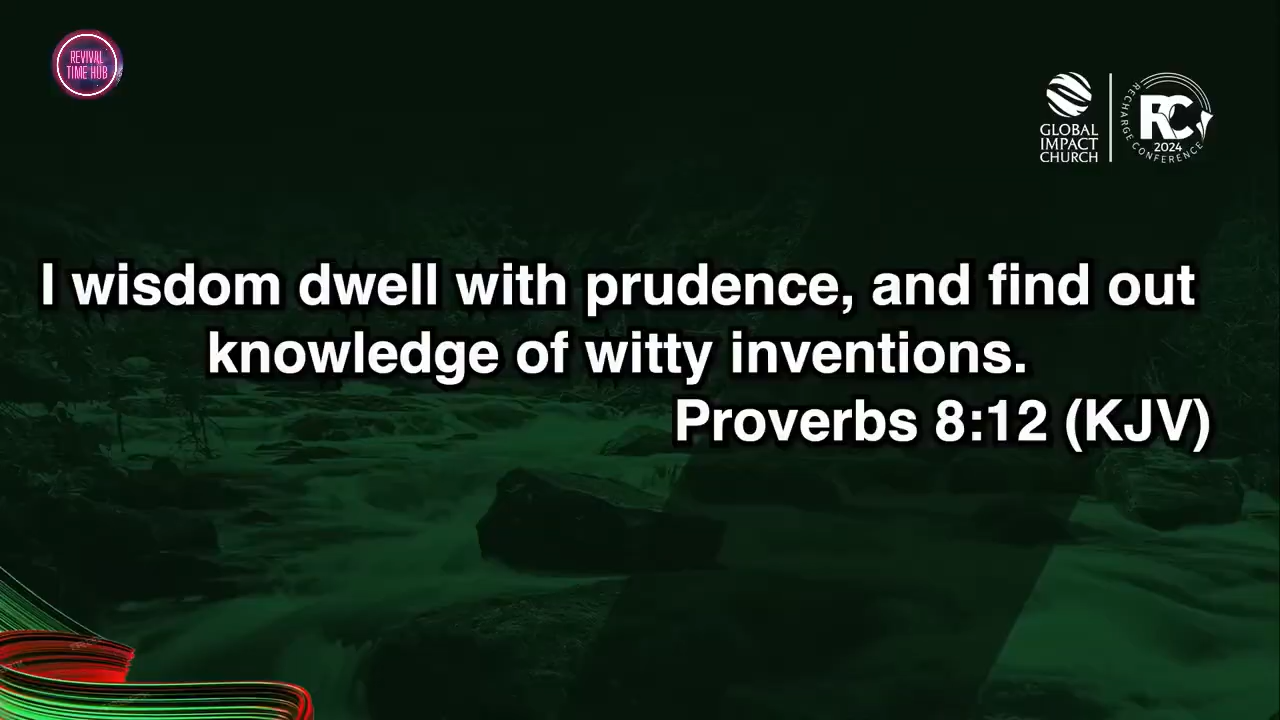 REVIVAL
TIME HUB
GLOBAL
IMPACT
CHURCH
RECHARGE CONFERENCE
RC
2024
I wisdom dwell with prudence, and find out
knowledge of witty inventions.
Proverbs 8:12 (KJV)